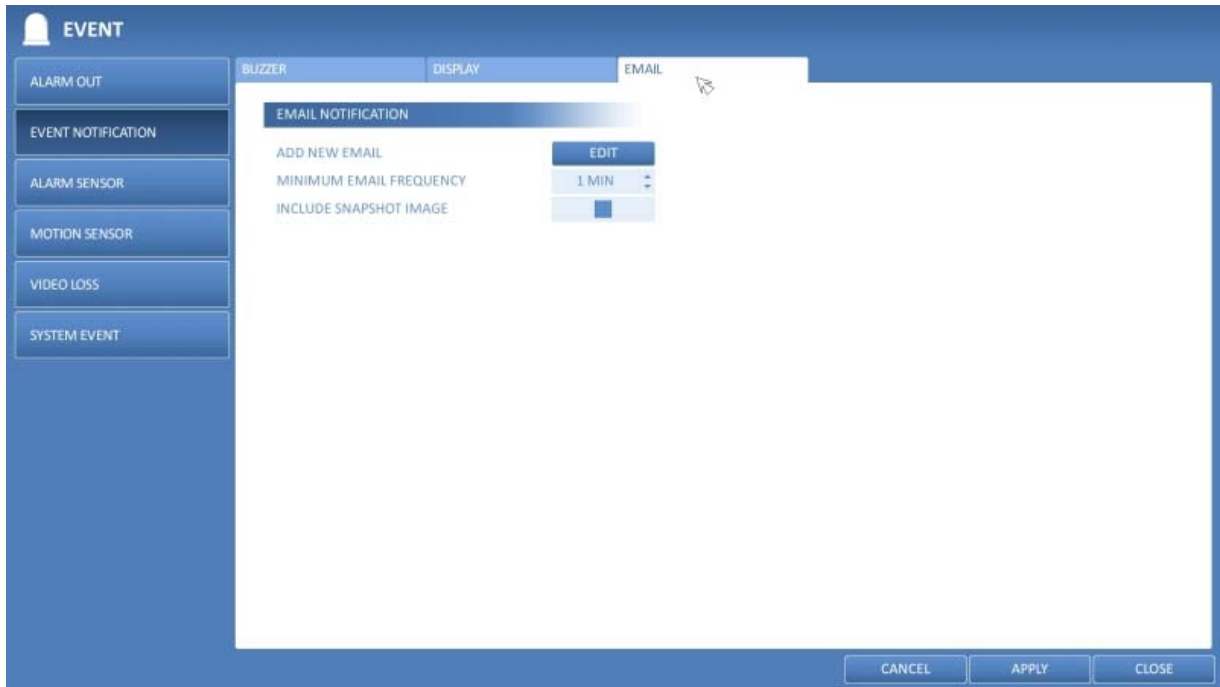 EVENT
ALARM OUT
EVENT NOTIFICATION
ALARM SENSOR
MOTION SENSOR
VIDEO LOSS
SYSTEM EVENT
BUZZER DISPLAY EMAIL
EMAIL NOTIFICATION
ADD NEW EMAIL EDIT
MINIMUM EMAIL FREQUENCY 1 MIN
INCLUDE SNAPSHOT IMAGE
CANCEL APPLY CLOSE